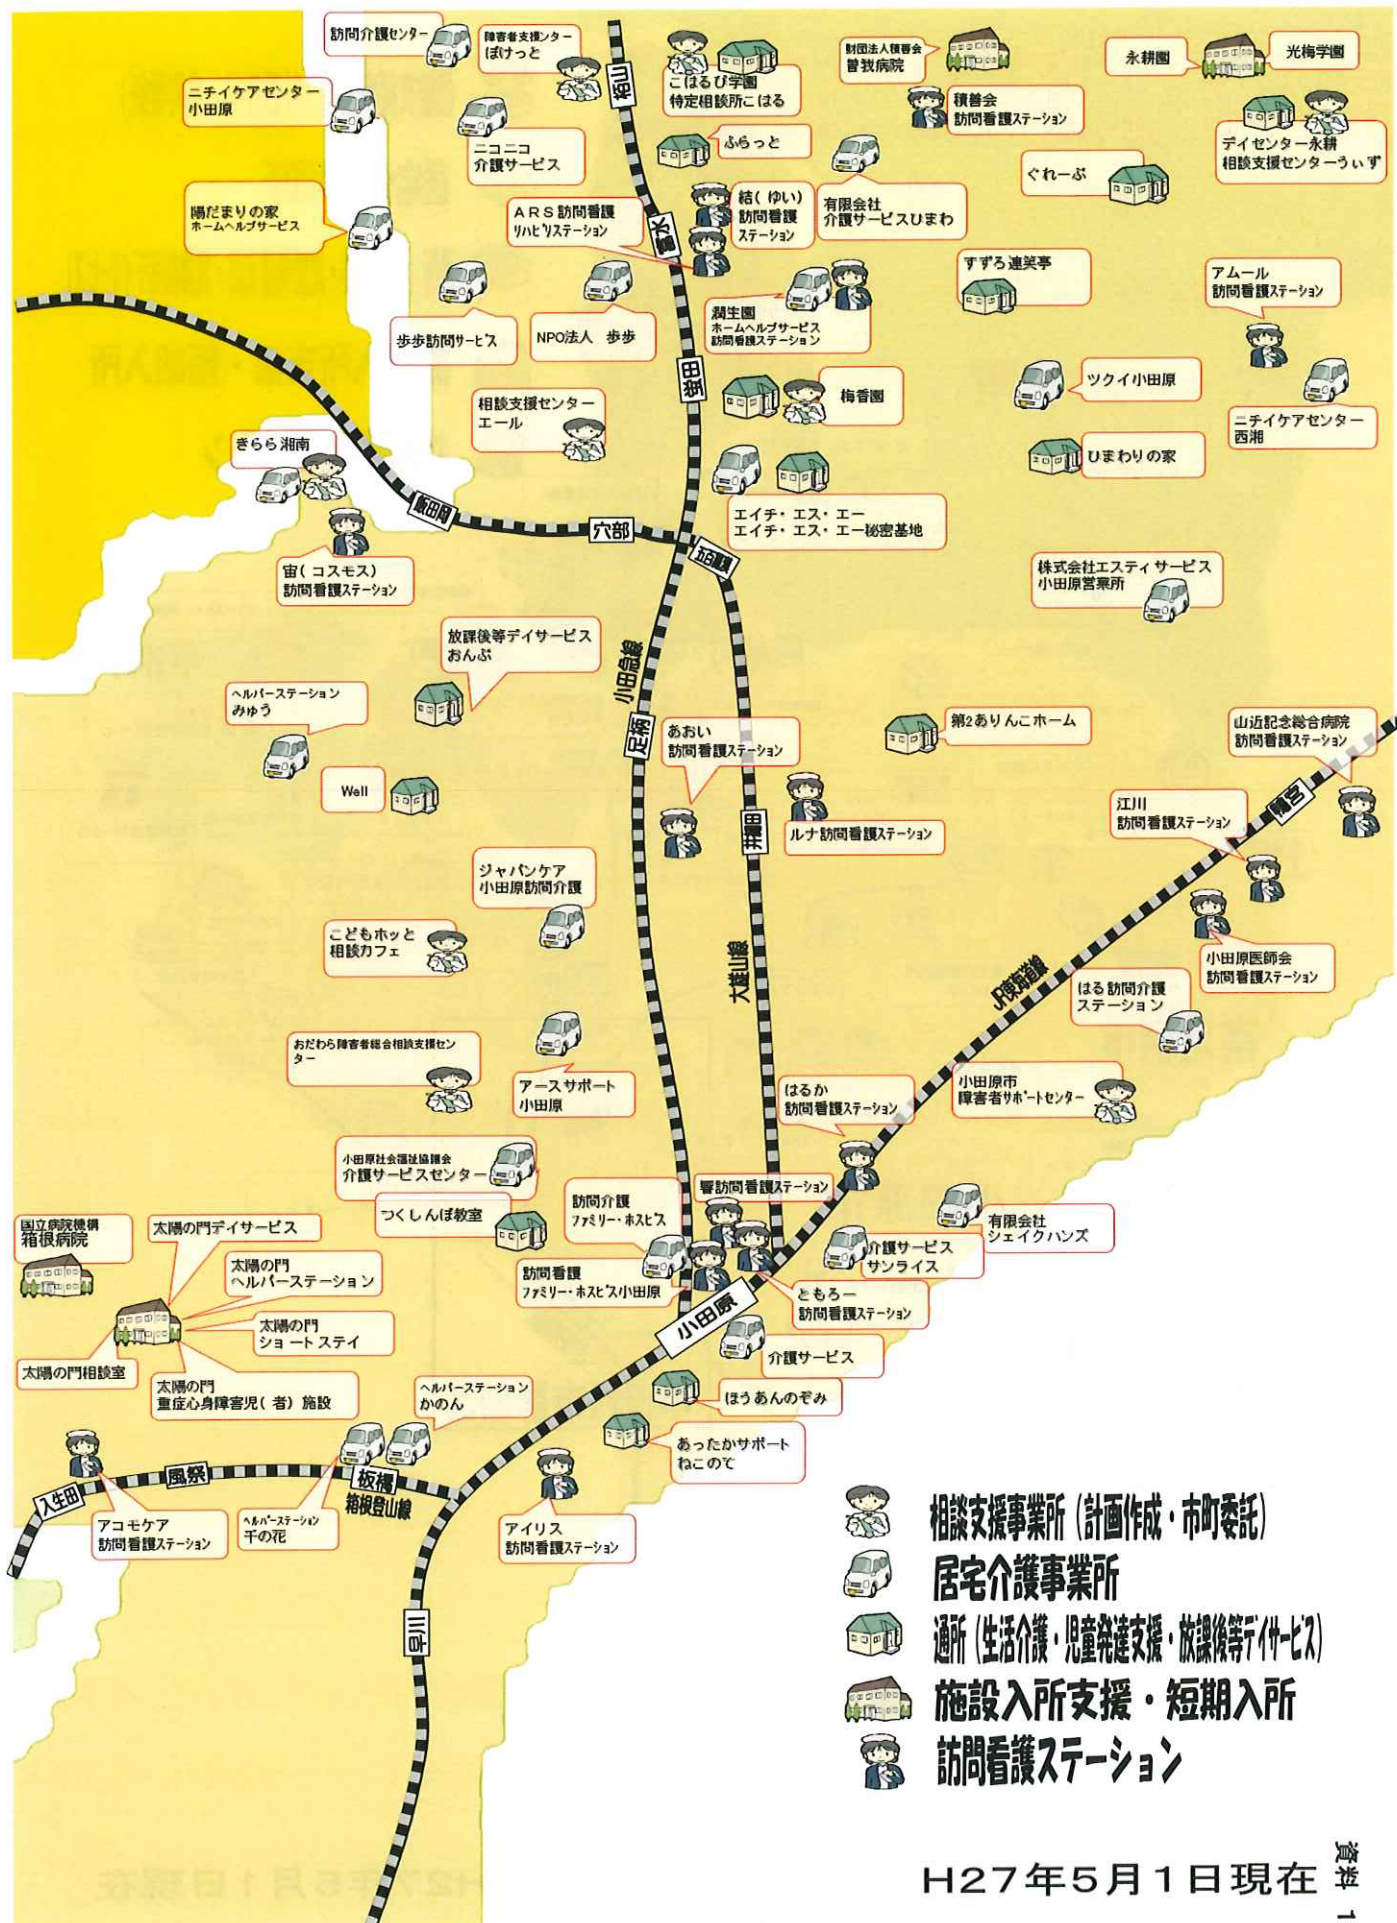 訪問介護センター
障害者支援ンター
ぽけっと
こはるび学園
特定相談所こはる
財団法人積善会
曽我病院
永耕園
光梅学園
ニチイケアセンター
小田原
ニコニコ
介護サービス
栢山
ふらっと
積善会
訪問看護ステーション
デイセンター永耕
相談支援センターうぃず
ぐれーぷ
陽だまりの家
ホームヘルプサービス
ARS訪問看護
リハビリステーション
富水
結(ゆい)
訪問看護
ステーション
有限会社
介護サービスひまわ
すずろ連笑亭
アムール
訪問看護ステーション
歩歩訪問サービス
NPO法人 歩歩
潤生園
ホームヘルプサービス
訪問看護ステーション
蛍田
梅香園
ツクイ小田原
ニチイケアセンター
西湘
相談支援センター
エール
きらら湘南
ひまわりの家
飯田岡
穴部
五百羅漢
エイチ・エス・エー
エイチ・エス・エー秘密基地
宙(コスモス)
訪問看護ステーション
株式会社エスティサービス
小田原営業所
放課後等デイサービス
おんぷ
小田急線
ヘルパーステーション
みゅう
足柄
あおい
訪問看護ステーション
第2ありんこホーム
山近記念総合病院
訪問看護ステーション
Well
井細田
ルナ訪問看護ステーション
江川
訪問看護ステーション
鴨宮
ジャパンケア
小田原訪問介護
こどもホッと
相談カフェ
大雄山線
JR東海道線
小田原医師会
訪問看護ステーション
はる訪問介護
ステーション
おだわら障害者総合相談支援セン
ター
アースサポート
小田原
はるか
訪問看護ステーション
小田原市
障害者サポートセンター
小田原社会福祉協議会
介護サービスセンター
つくしんぼ教室
訪問介護
ファミリー・ホスピス
響訪問看護ステーション
有限会社
シェイクハンズ
国立病院機構
箱根病院
太陽の門デイサービス
太陽の門
ヘルパーステーション
訪問看護
ファミリー・ホスピス小田原
介護サービス
サンライス
ともろー
訪問看護ステーション
太陽の門
ショートステイ
小田原
太陽の門相談室
太陽の門
重症心身障害児(者)施設
介護サービス
ヘルパーステーション
かのん
ほうあんのぞみ
あったかサポート
ねこのて
入生田
風祭
板橋
箱根登山線
アコモケア
訪問看護ステーション
ヘルパーステーション
千の花
アイリス
訪問看護ステーション
早川
相談支援事業所(計画作成・市町委託)
居宅介護事業所
通所(生活介護・児童発達支援・放課後等デイサービス)
施設入所支援・短期入所
訪問看護ステーション
H27年5月1日現在
資料 1